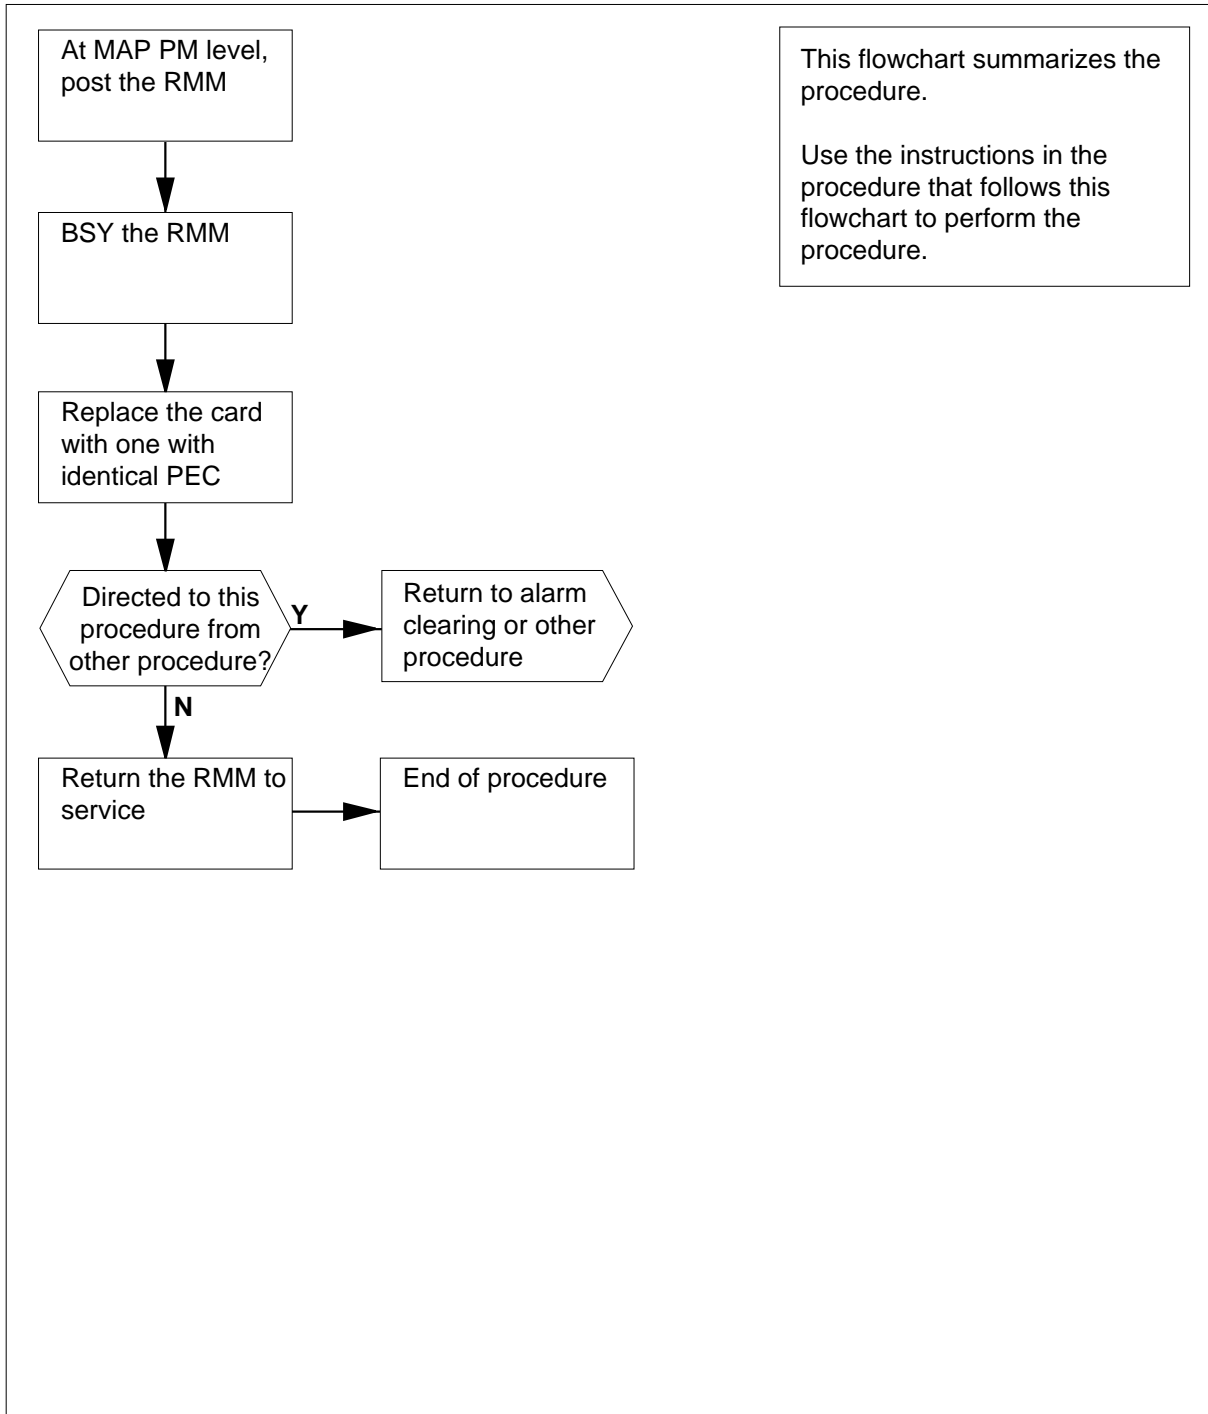 At MAP PM level,
post the RMM
This flowchart summarizes the
procedure.
Use the instructions in the
procedure that follows this
flowchart to perform the
procedure.
BSY the RMM
Replace the card
with one with
identical PEC
Directed to this
procedure from
other procedure?
Y
Return to alarm
clearing or other
procedure
N
Return the RMM to
service
End of procedure